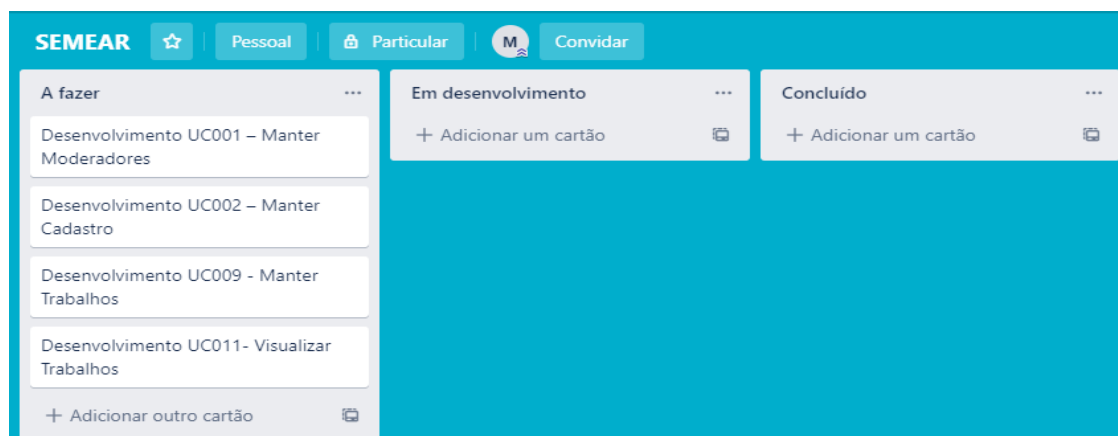 SEMEAR Pessoal Particular M Convidar
A fazer
Desenvolvimento UC001 – Manter
Moderadores
Desenvolvimento UC002 – Manter
Cadastro
Desenvolvimento UC009 - Manter
Trabalhos
Desenvolvimento UC011- Visualizar
Trabalhos
+ Adicionar outro cartão
Em desenvolvimento
+ Adicionar um cartão
Concluído
+ Adicionar um cartão